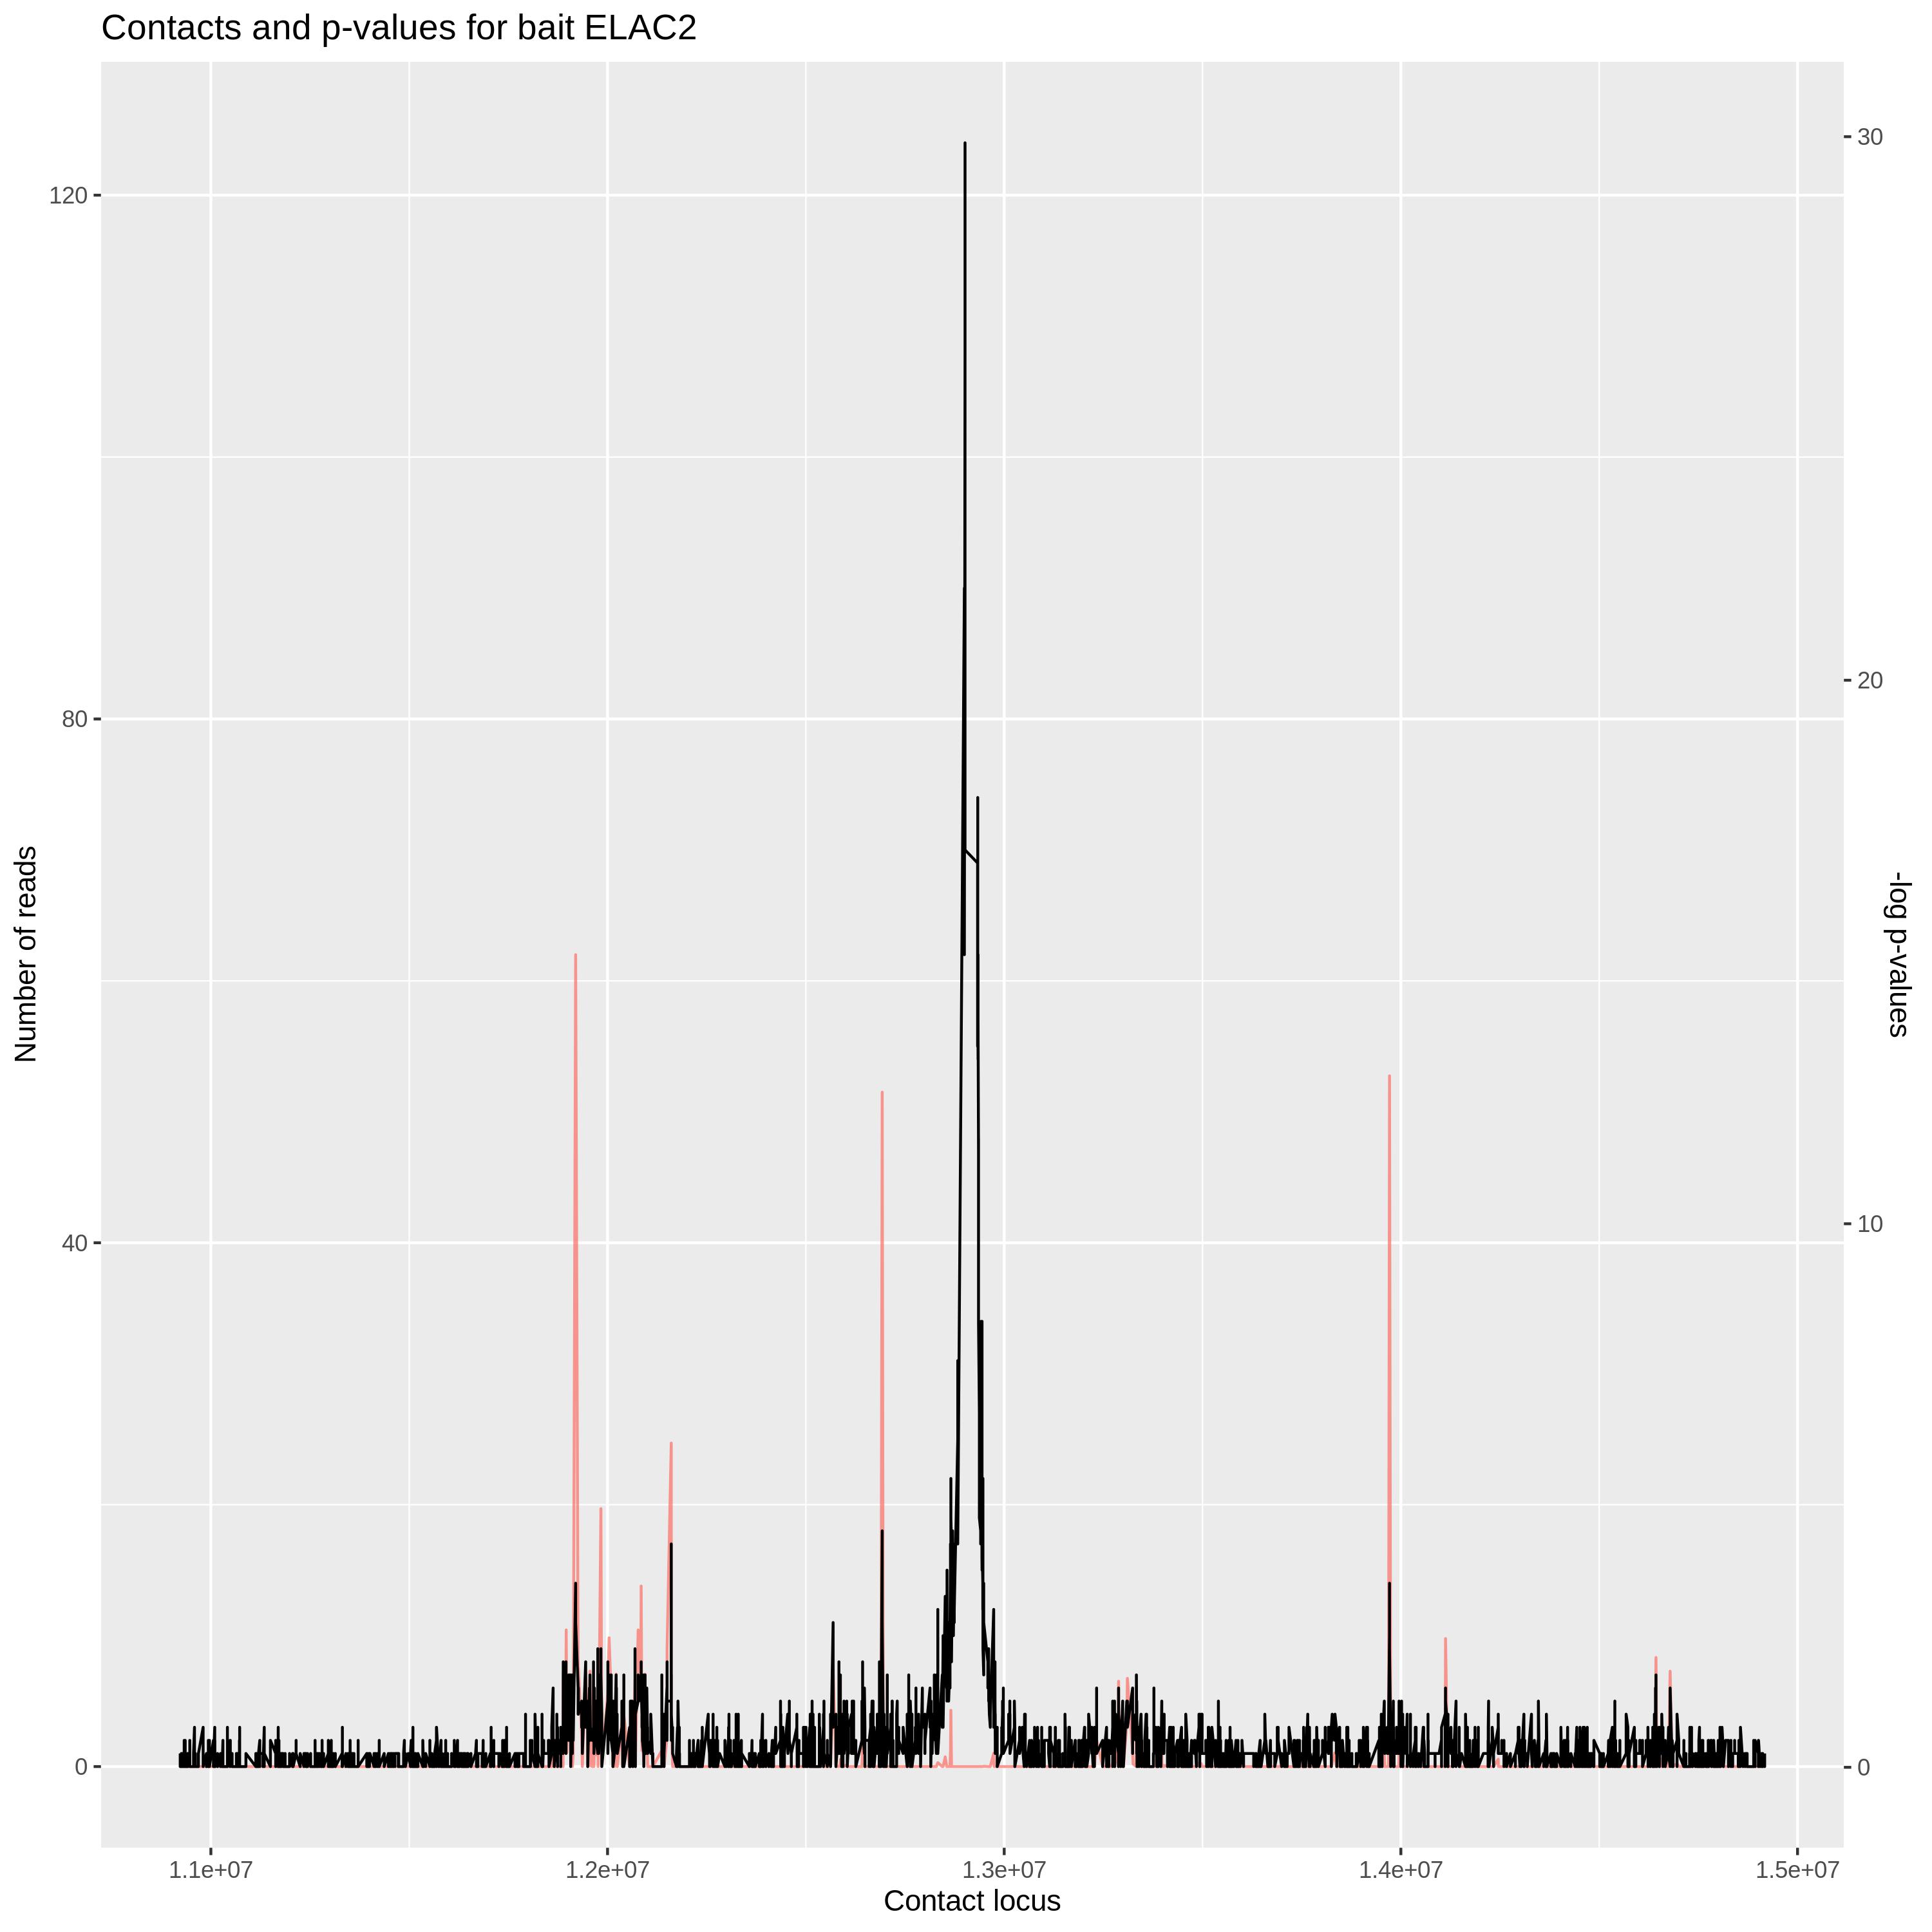 Contacts and p-values for bait ELAC2
120
80
40
0
30
20
10
0
Number of reads
-log p-values
1.1e+07 1.2e+07 1.3e+07 1.4e+07 1.5e+07
Contact locus